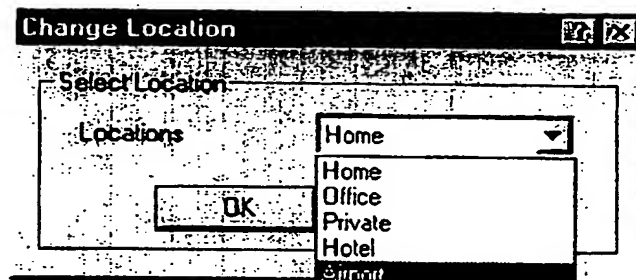 Change Location
Select Location
Locations
Home
Home
Office
OK
Private
Hotel
Airport